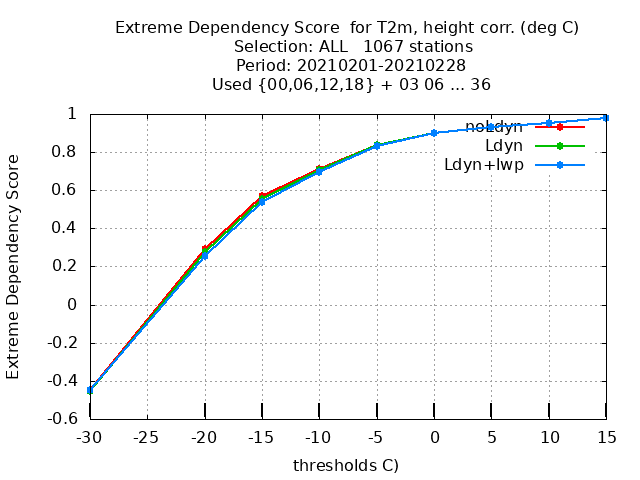 Extreme Dependency Score  for T2m, height corr. (deg C)
Selection: ALL   1067 stations
Period: 20210201-20210228
Used {00,06,12,18} + 03 06 ... 36
Extreme Dependency Score
1
0.8
0.6
0.4
0.2
0
-0.2
-0.4
-0.6
noLdyn
Ldyn
Ldyn+lwp
-30 -25 -20 -15 -10 -5 0 5 10 15
thresholds C)